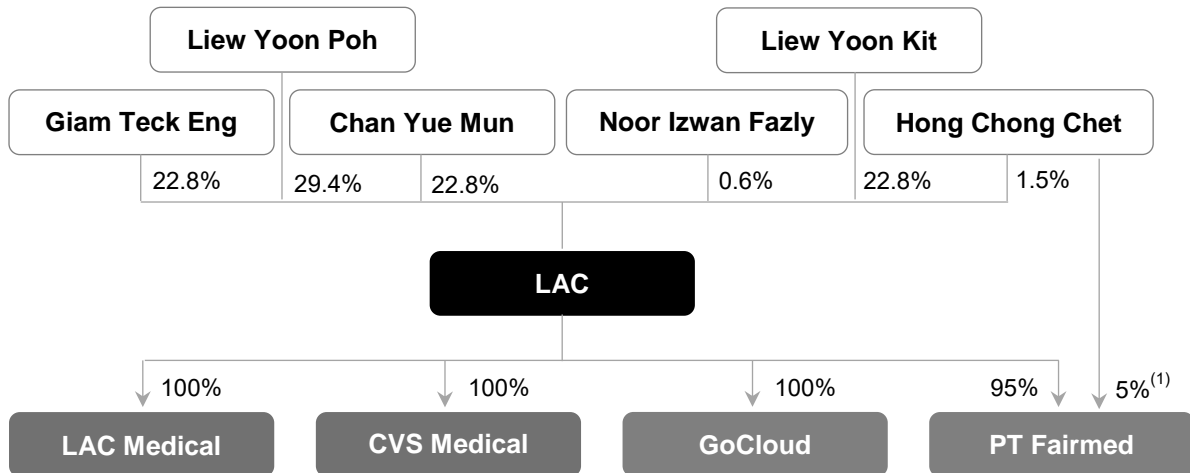 Liew Yoon Poh
Liew Yoon Kit
Giam Teck Eng
Chan Yue Mun
Noor Izwan Fazly
Hong Chong Chet
22.8%
29.4%
22.8%
0.6%
22.8%
1.5%
LAC
100%
100%
100%
95%
5%(1)
LAC Medical
CVS Medical
GoCloud
PT Fairmed